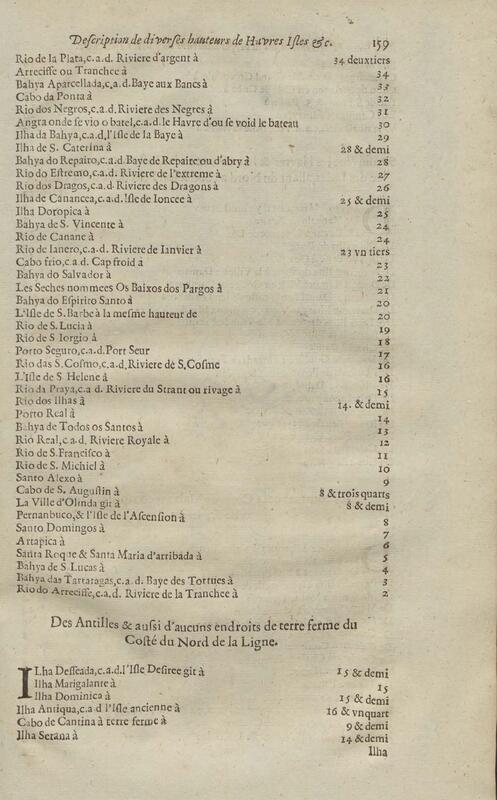 Description de diverses hauteurs de Havres Isles &c. 159
Rio de la Plata, c.a.d. Riviere d'argent à 34 deuxtiers
Arreciffe ou Tranchee à 34
Bahya Aparcellada, c.a.d. Baye aux Bancs à 33
Cabo da Ponta à 32
Rio dos Negros, c.a.d. Riviere des Negres à 31
Angra onde se vio o batel, c.a.d. le Havre d'ou se void le bateau 30
Ilha da Bahya, c.a.d, l'Isle de la Baye à 29
Ilha de S. Caterina à 28 & demi
Bahya do Repairo, c.a.d. Baye de Repaire ou d'abry à 28
Rio do Estremo, c.a.d. Riviere de l'extreme à 27
Rio dos Dragos, c.a.d. Riviere des Dragons à 26
Ilha de Canancea, c.a.d. Isle de Ioncee à 25 & demi
Ilha Doropica à 25
Bahya de S. Vincente à 24
Rio de Canane à 24
Rio de Ianero, c.a.d. Riviere de Ianvier à 23 vn tiers
Cabo frio, c.a.d. Cap froid à 23
Bahya do Salvador à 22
Les Seches nommees Os Baixos dos Pargos à 21
Bahya do Espiriro Santo à 20
L'Isle de S. Barbe à la mesme hauteur de 20
Rio de S. Lucia à 19
Rio de S Iorgio à 18
Porto Seguro, c.a.d. Port Seur 17
Rio das S. Cosmo, c.a.d. Riviere de S. Cosme 16
L'Isle de S Helene à 16
Rio da Praya, c.a d. Riviere du Strant ou rivage à 15
Rio dos Ilhas à 14. & demi
Porto Real à 14
Bahya de Todos os Santos à 13
Rio Real, c.a.d. Riviere Royale à 12
Rio de S. Francisco à 11
Rio de S. Michiel à 10
Santo Alexo à 9
Cabo de S. Augustin à 8 & trois quarts
La Ville d'Olinda git à 8 & demi
Pernanbuco, & l'Isle de l'Ascension à 8
Santo Domingos à 7
Artapica à 6
Santa Roque & Santa Maria d'arribada à 5
Bahya de S Lucas à 4
Bahya das Tartaragas, c.a.d. Baye des Tortues à 3
Rio do Arreciffe, c.a.d. Riviere de la Tranchee à 2
Des Antilles & aussi d'aucuns endroits de terre ferme du
Costé du Nord de la Ligne.
ILha Desseada, c.a.d. l'Isle Desiree git à 15 & demi
Ilha Marigalante à 15
Ilha Dominica à 15 & demi
Ilha Antiqua, c.a.d l'Isle ancienne à 16 & vn quart
Cabo de Cantina à terre ferme à 9 & demi
Ilha Serana à 14 & demi
Ilha